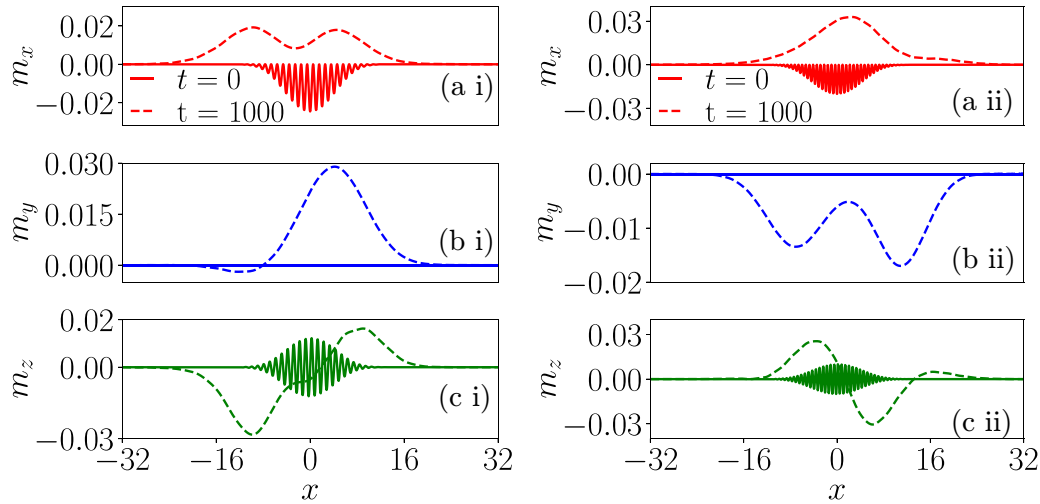 0.02
0.00
−0.02
m_x
t = 0
t = 1000
(a i)
0.03
0.00
−0.03
m_x
t = 0
t = 1000
(a ii)
0.030
0.015
0.000
m_y
(b i)
0.00
−0.01
−0.02
m_y
(b ii)
0.02
0.00
−0.03
m_z
(c i)
−32 −16 0 16 32
x
0.03
0.00
−0.03
m_z
(c ii)
−32 −16 0 16 32
x